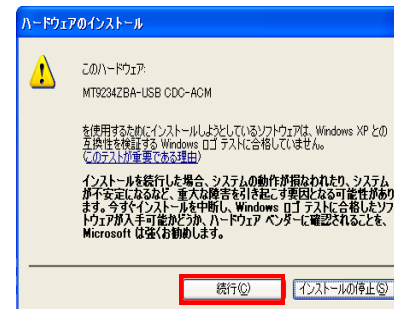 ハードウェアのインストール
このハードウェア:
MT9234ZBA-USB CDC-ACM
を使用するためにインストールしようとしているソフトウェアは、Windows XP との
互換性を検証する Windows ロゴ テストに合格していません。
(このテストが重要である理由)
インストールを続行した場合、システムの動作が損なわれたり、システム
が不安定になるなど、重大な障害を引き起こす要因となる可能性があり
ます。今すぐインストールを中断し、Windows ロゴ テストに合格したソフ
トウェアが入手可能かどうか、ハードウェア ベンダーに確認されることを、
Microsoft は強くお勧めします。
続行(C)
インストールの停止(S)